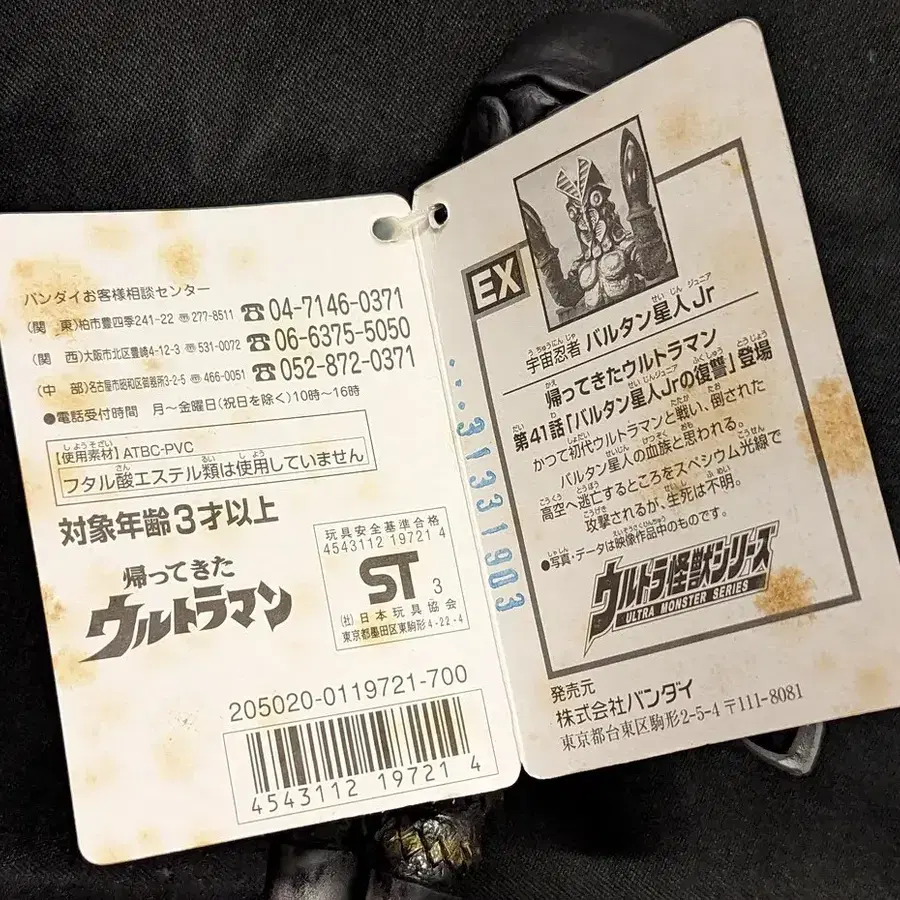 バンダイお客様相談センター
(関 東)柏市豊四季241-22 〠277-8511 ☎04-7146-0371
(関 西)大阪市北区豊崎4-12-3 〠531-0072 ☎06-6375-5050
(中 部)名古屋市昭和区御器所3-2-5 〠466-0051 ☎052-872-0371
●電話受付時間 月～金曜日(祝日を除く)10時～16時
【使用素材】ATBC-PVC
フタル酸エステル類は使用していません
対象年齢3才以上
帰ってきた
ウルトラマン
玩具安全基準合格
4543112 19721 4
ST 3
(社)日本玩具協会
東京都墨田区東駒形4-22-4
205020-0119721-700
4543112 197214
31331903
EX
宇宙忍者 バルタン星人Jr
帰ってきたウルトラマン
第41話「バルタン星人Jrの復讐」登場
かつて初代ウルトラマンと戦い、倒された
バルタン星人の血族と思われる。
高空へ逃亡するところをスペシウム光線で
攻撃されるが、生死は不明。
●写真・データは映像作品中のものです。
ウルトラ怪獣シリーズ
ULTRA MONSTER SERIES
発売元
株式会社バンダイ
東京都台東区駒形2-5-4 〒111-8081